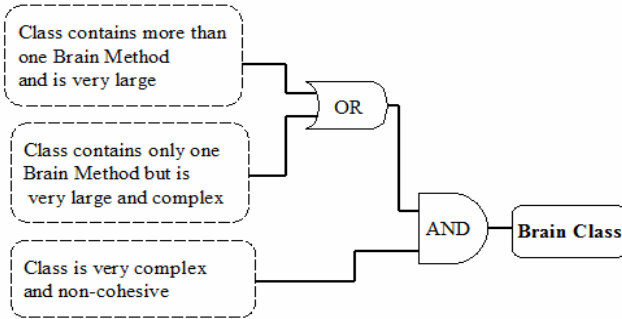 Class contains more than
one Brain Method
and is very large
OR
Class contains only one
Brain Method but is
very large and complex
AND
Brain Class
Class is very complex
and non-cohesive